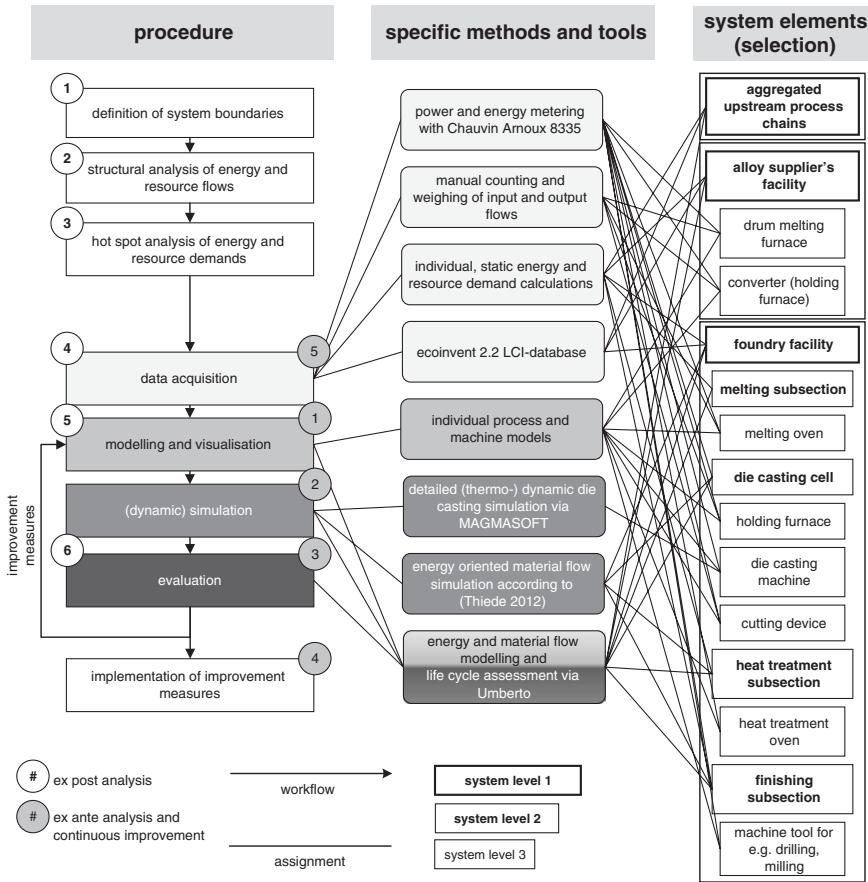 procedure
specific methods and tools
system elements
(selection)
1
definition of system boundaries
2
structural analysis of energy and
resource flows
3
hot spot analysis of energy and
resource demands
4
5
data acquisition
5
1
modelling and visualisation
2
(dynamic) simulation
6
3
evaluation
4
implementation of improvement
measures
improvement
measures
power and energy metering
with Chauvin Arnoux 8335
manual counting and
weighing of input and output
flows
individual, static energy and
resource demand calculations
ecoinvent 2.2 LCI-database
individual process and
machine models
detailed (thermo-) dynamic die
casting simulation via
MAGMASOFT
energy oriented material flow
simulation according to
(Thiede 2012)
energy and material flow
modelling and
life cycle assessment via
Umberto
aggregated
upstream process
chains
alloy supplier's
facility
drum melting
furnace
converter (holding
furnace)
foundry facility
melting subsection
melting oven
die casting cell
holding furnace
die casting
machine
cutting device
heat treatment
subsection
heat treatment
oven
finishing
subsection
machine tool for
e.g. drilling,
milling
# ex post analysis
# ex ante analysis and
continuous improvement
workflow
assignment
system level 1
system level 2
system level 3